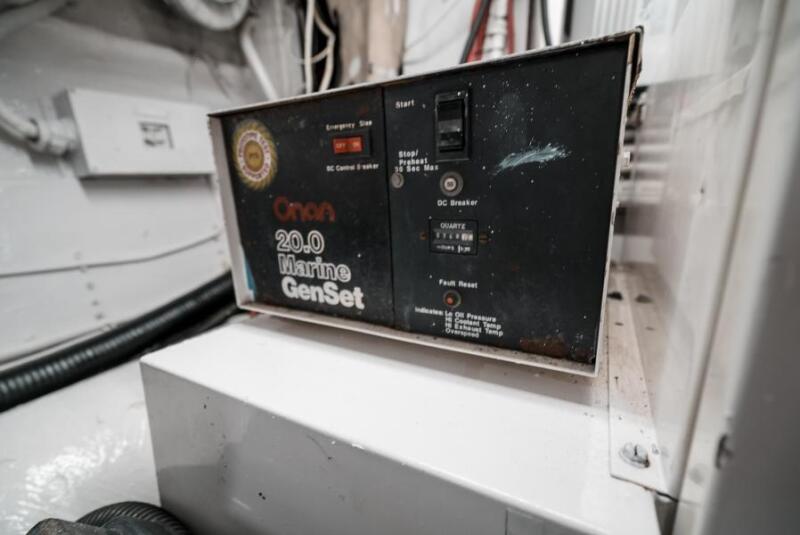 Emergency Stop
OFF ON
DC Control Breaker
Onan
20.0
Marine
GenSet
Start
Stop/
Preheat
30 Sec Max
50
DC Breaker
QUARTZ
HOURS
Fault Reset
Indicates: Lo Oil Pressure
Hi Coolant Temp
Hi Exhaust Temp
Overspeed